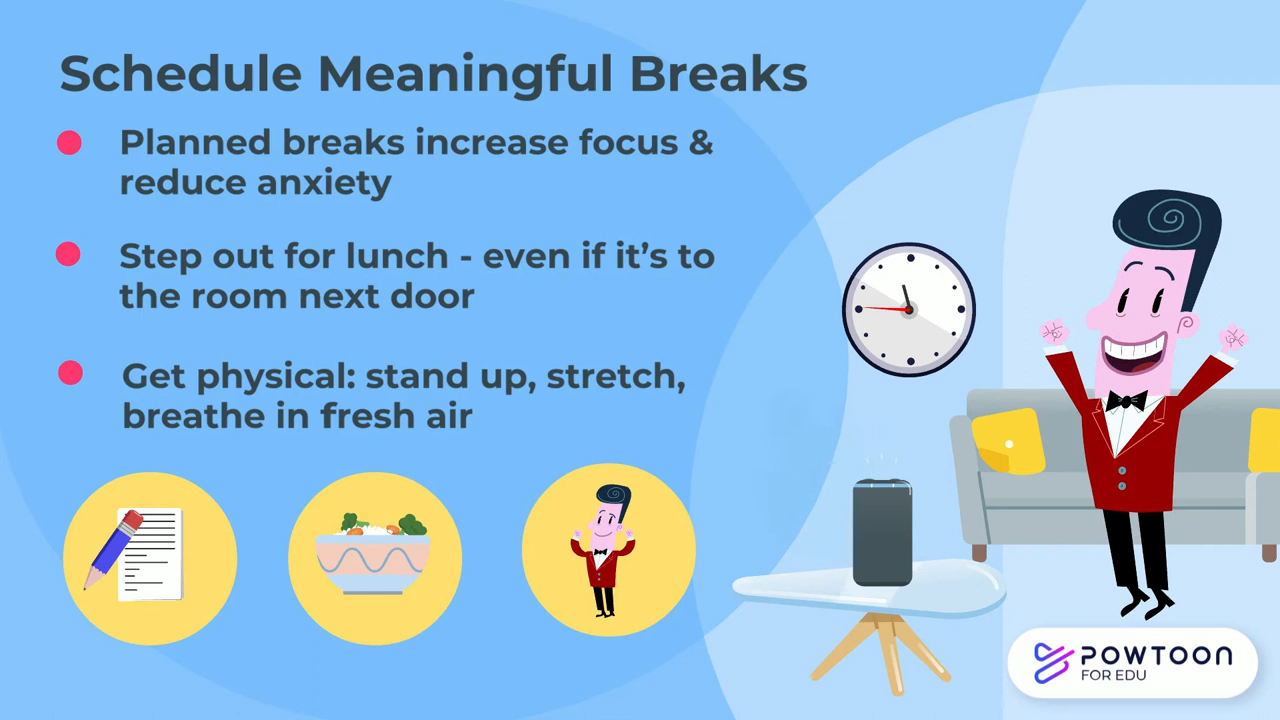 Schedule Meaningful Breaks
Planned breaks increase focus &
reduce anxiety
Step out for lunch - even if it’s to
the room next door
Get physical: stand up, stretch,
breathe in fresh air
POWTOON
FOR EDU